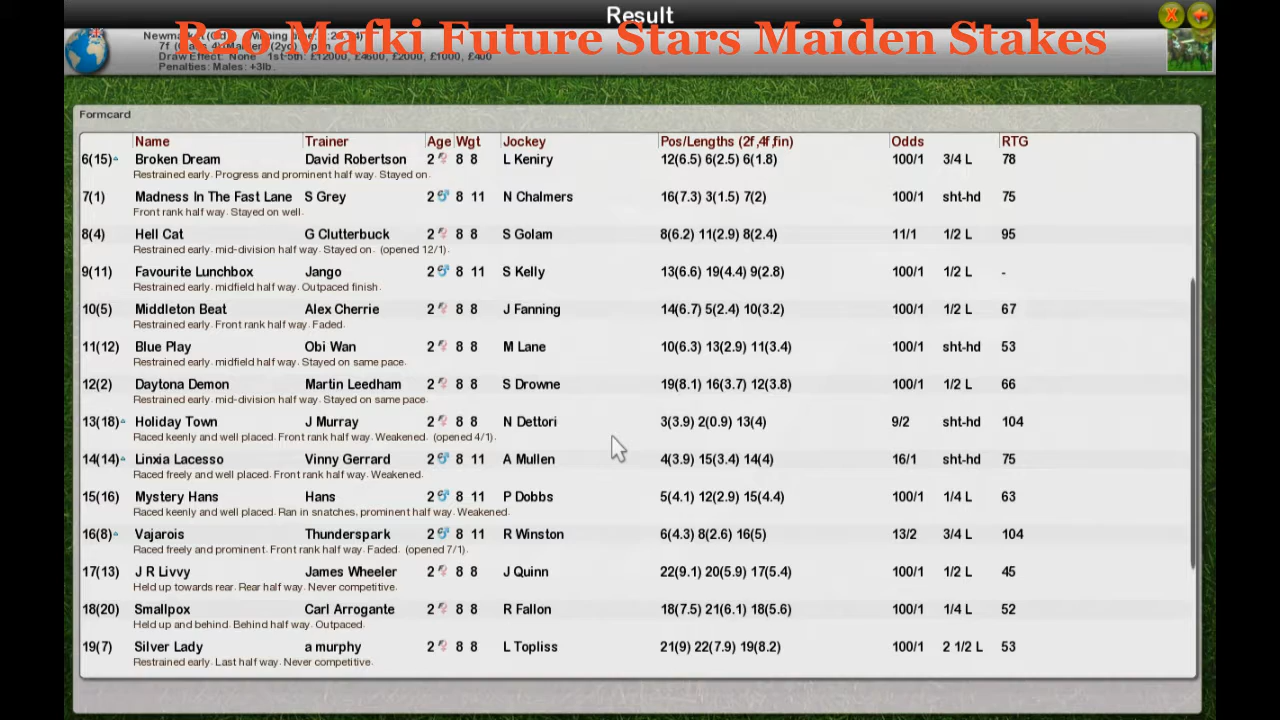 Result
R20 Mafki Future Stars Maiden Stakes
7f
Draw Effect: None 1st-5th: £12000, £4600, £2000, £1000, £400
Penalties: Males: +3lb
Formcard
Name Trainer Age Wgt Jockey Pos/Lengths (2f,4f,fin) Odds RTG
6(15) Broken Dream David Robertson 2 8 8 L Keniry 12(6.5) 6(2.5) 6(1.8) 100/1 3/4 L 78
Restrained early. Progress and prominent half way. Stayed on.
7(1) Madness In The Fast Lane S Grey 2 8 11 N Chalmers 16(7.3) 3(1.5) 7(2) 100/1 sht-hd 75
Front rank half way. Stayed on well.
8(4) Hell Cat G Clutterbuck 2 8 8 S Golam 8(6.2) 11(2.9) 8(2.4) 11/1 1/2 L 95
Restrained early. mid-division half way. Stayed on. (opened 12/1).
9(11) Favourite Lunchbox Jango 2 8 11 S Kelly 13(6.6) 19(4.4) 9(2.8) 100/1 1/2 L -
Restrained early. midfield half way. Outpaced finish.
10(5) Middleton Beat Alex Cherrie 2 8 8 J Fanning 14(6.7) 5(2.4) 10(3.2) 100/1 1/2 L 67
Restrained early. Front rank half way. Faded.
11(12) Blue Play Obi Wan 2 8 8 M Lane 10(6.3) 13(2.9) 11(3.4) 100/1 sht-hd 53
Restrained early. midfield half way. Stayed on same pace.
12(2) Daytona Demon Martin Leedham 2 8 8 S Drowne 19(8.1) 16(3.7) 12(3.8) 100/1 1/2 L 66
Restrained early. mid-division half way. Stayed on same pace.
13(18) Holiday Town J Murray 2 8 8 N Dettori 3(3.9) 2(0.9) 13(4) 9/2 sht-hd 104
Raced keenly and well placed. Front rank half way. Weakened. (opened 4/1).
14(14) Linxia Lacesso Vinny Gerrard 2 8 11 A Mullen 4(3.9) 15(3.4) 14(4) 16/1 sht-hd 75
Raced freely and well placed. Front rank half way. Weakened.
15(16) Mystery Hans Hans 2 8 11 P Dobbs 5(4.1) 12(2.9) 15(4.4) 100/1 1/4 L 63
Raced keenly and well placed. Ran in snatches, prominent half way. Weakened.
16(8) Vajarois Thunderspark 2 8 11 R Winston 6(4.3) 8(2.6) 16(5) 13/2 3/4 L 104
Raced freely and prominent. Front rank half way. Faded. (opened 7/1).
17(13) J R Livvy James Wheeler 2 8 8 J Quinn 22(9.1) 20(5.9) 17(5.4) 100/1 1/2 L 45
Held up towards rear. Rear half way. Never competitive.
18(20) Smallpox Carl Arrogante 2 8 8 R Fallon 18(7.5) 21(6.1) 18(5.6) 100/1 1/4 L 52
Held up and behind. Behind half way. Outpaced.
19(7) Silver Lady a murphy 2 8 8 L Topliss 21(9) 22(7.9) 19(8.2) 100/1 2 1/2 L 53
Restrained early. Last half way. Never competitive.